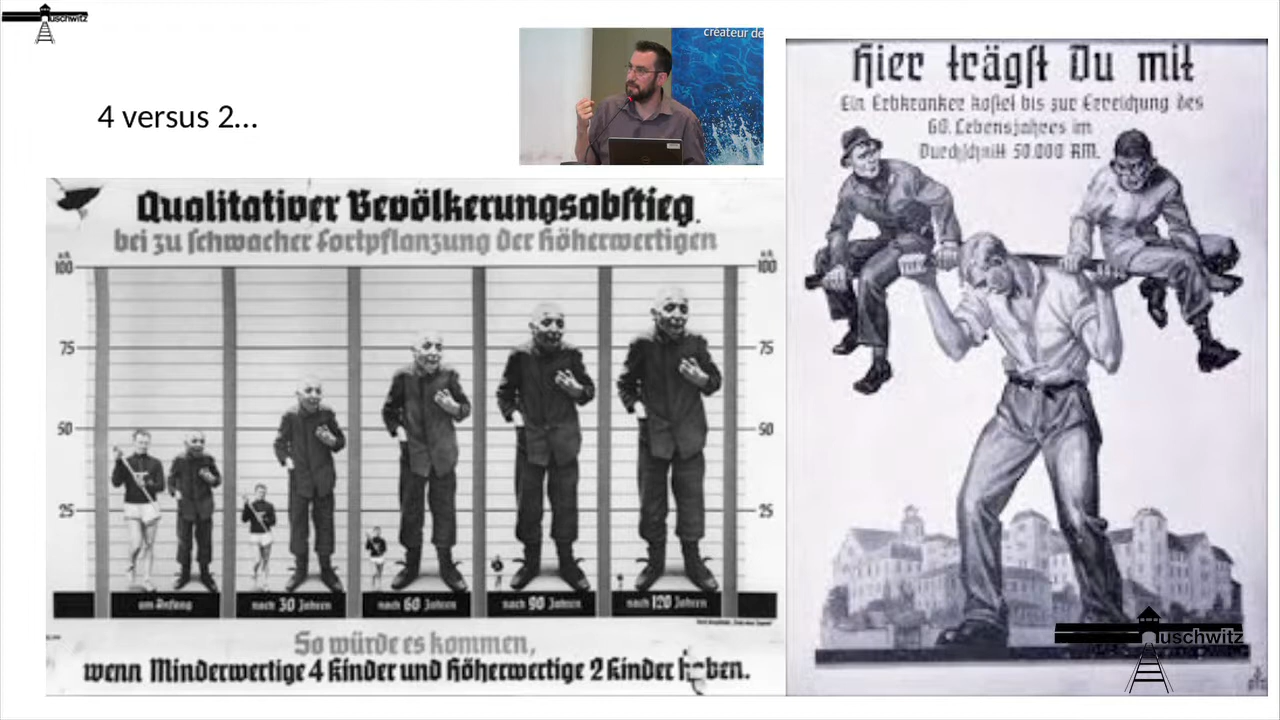 uschwitz
4 versus 2...
créateur de
Qualitativer Bevölkerungsabstieg.
bei zu schwacher Fortpflanzung der Höherwertigen
v.H. v.H.
100 100
75 75
50 50
25 25
am Anfang nach 30 Jahren nach 60 Jahren nach 90 Jahren nach 120 Jahren
So würde es kommen,
wenn Minderwertige 4 Kinder und Höherwertige 2 Kinder haben.
Hier trägst Du mit
Ein Erbkranker kostet bis zur Erreichung des
60. Lebensjahres im
Durchschnitt 50.000 RM.
uschwitz